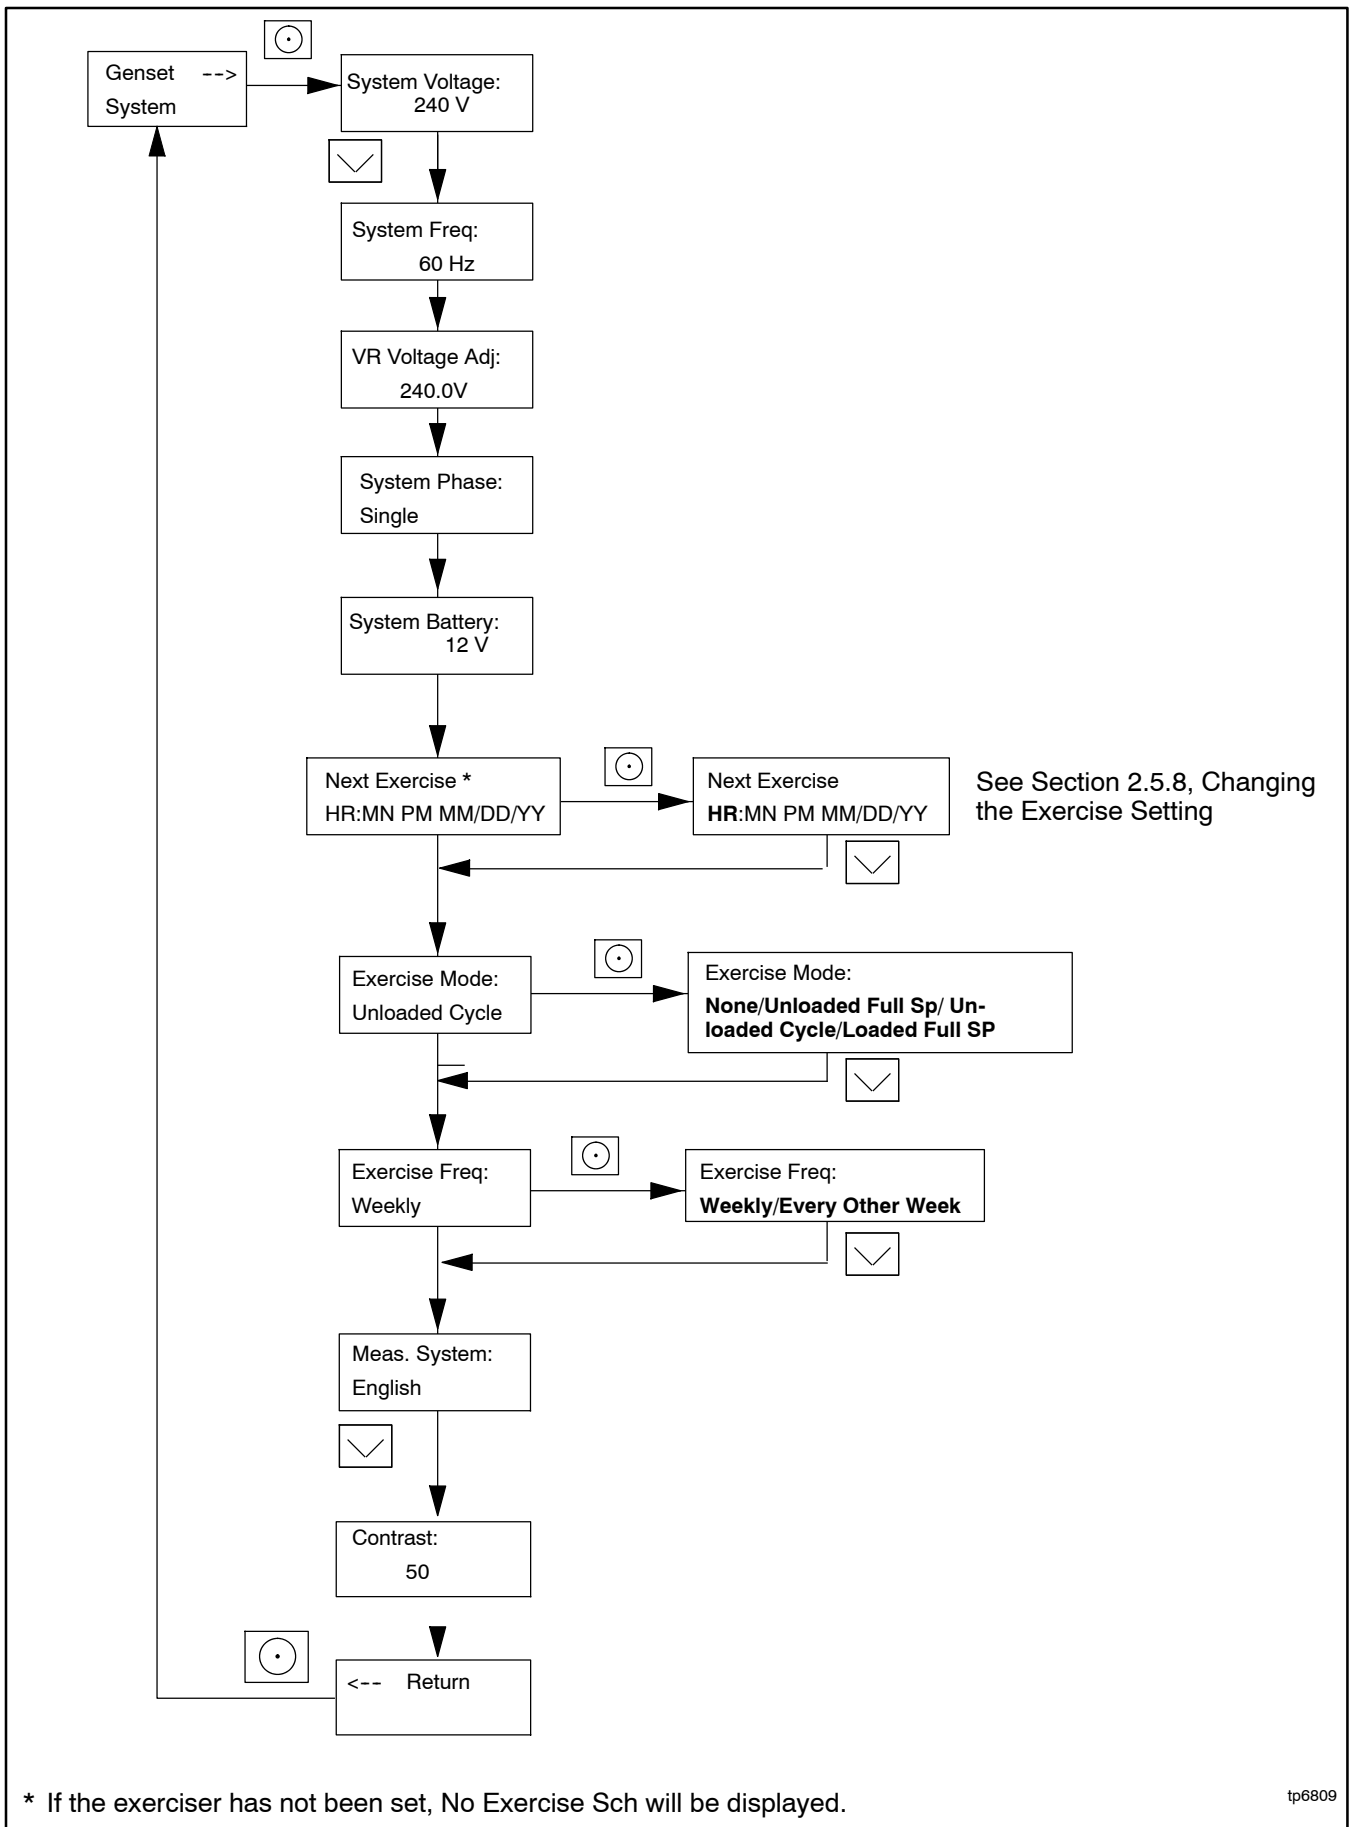 Genset -->
System
System Voltage:
240 V
System Freq:
60 Hz
VR Voltage Adj:
240.0V
System Phase:
Single
System Battery:
12 V
Next Exercise *
HR:MN PM MM/DD/YY
Next Exercise
HR:MN PM MM/DD/YY
See Section 2.5.8, Changing
the Exercise Setting
Exercise Mode:
Unloaded Cycle
Exercise Mode:
None/Unloaded Full Sp/ Un-
loaded Cycle/Loaded Full SP
Exercise Freq:
Weekly
Exercise Freq:
Weekly/Every Other Week
Meas. System:
English
Contrast:
50
<-- Return
* If the exerciser has not been set, No Exercise Sch will be displayed.
tp6809